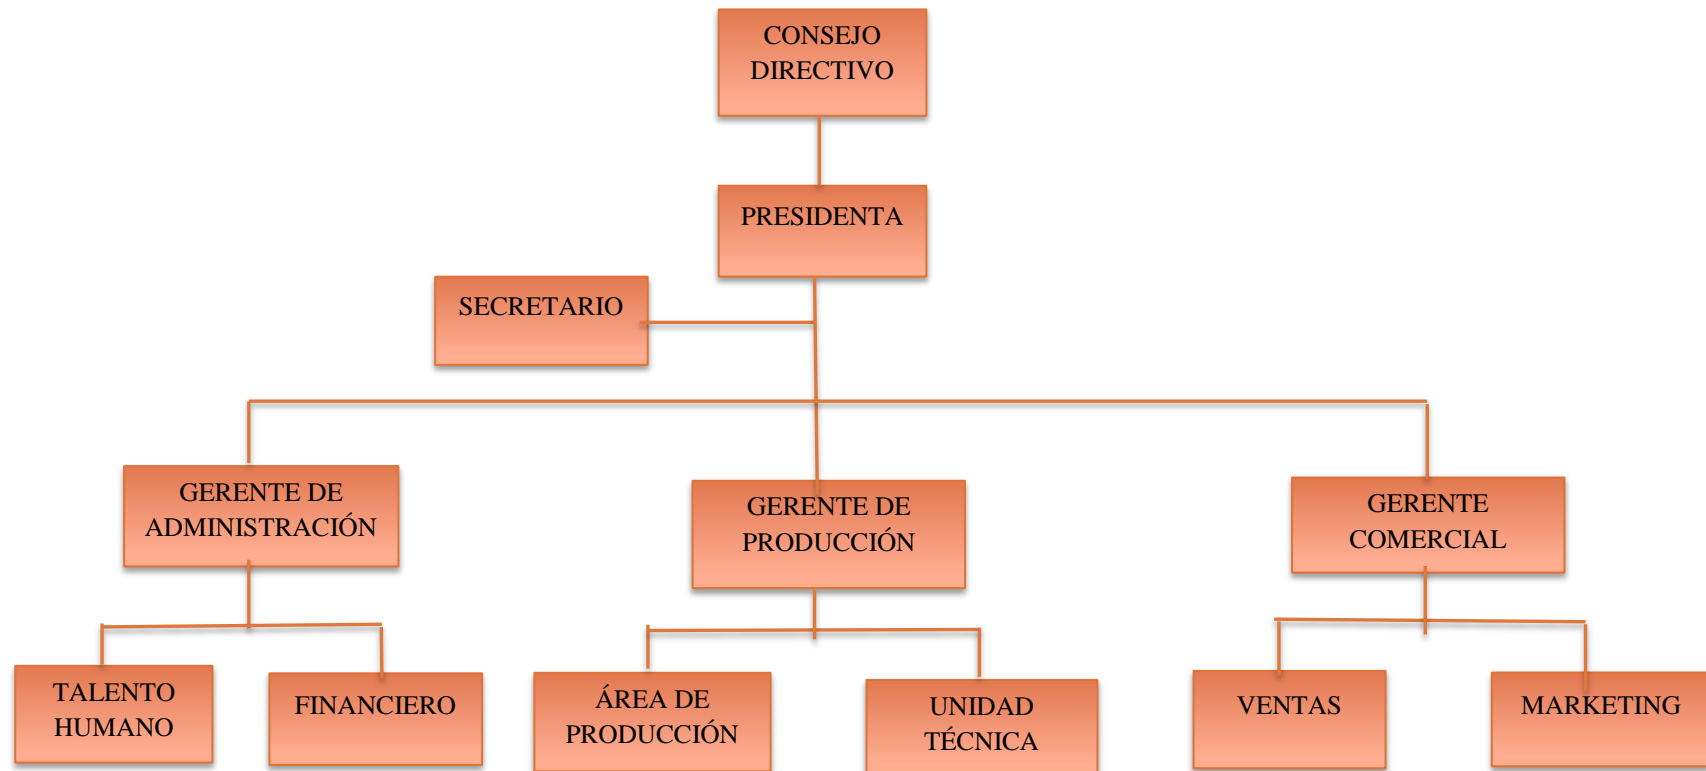 CONSEJO
DIRECTIVO
PRESIDENTA
SECRETARIO
GERENTE DE
ADMINISTRACIÓN
GERENTE DE
PRODUCCIÓN
GERENTE
COMERCIAL
TALENTO
HUMANO
FINANCIERO
ÁREA DE
PRODUCCIÓN
UNIDAD
TÉCNICA
VENTAS
MARKETING